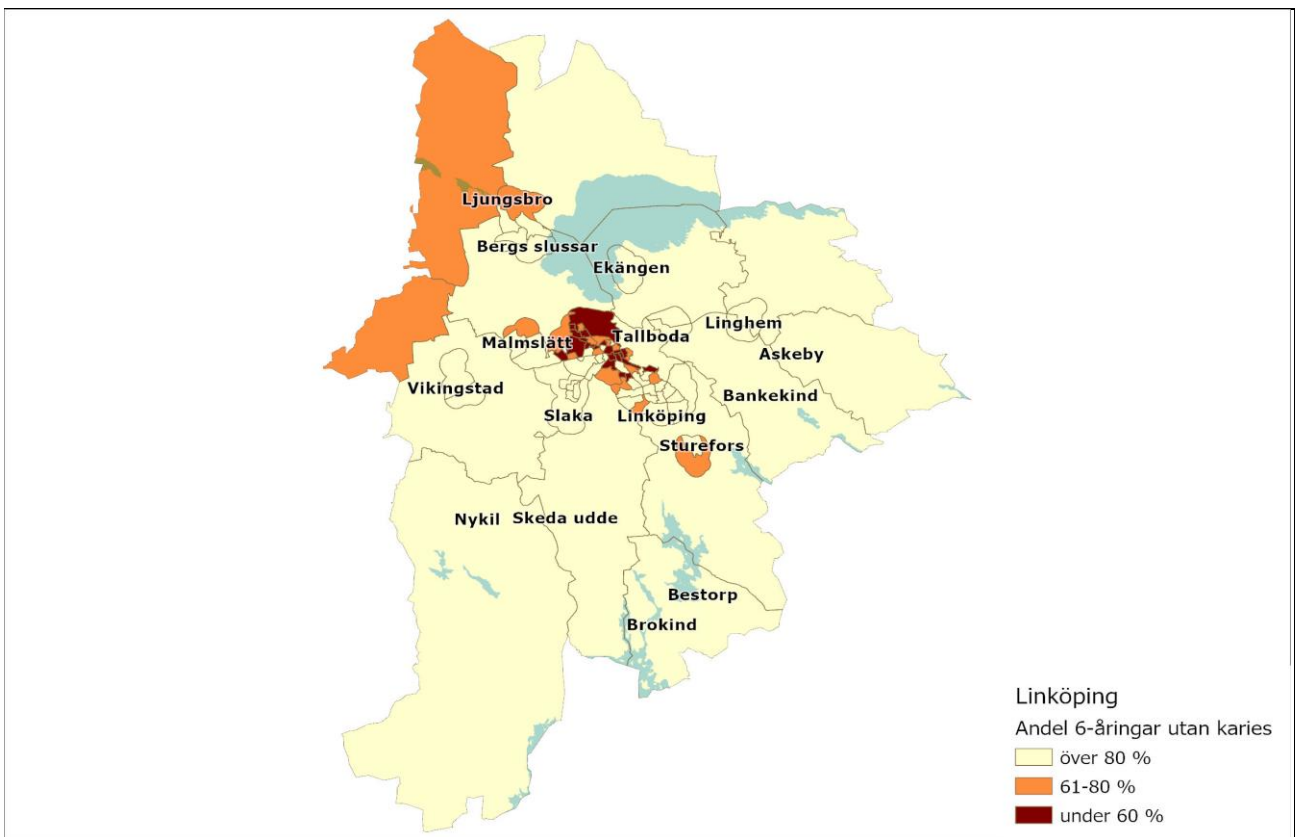 Ljungsbro
Bergs slussar
Ekängen
Malmslätt
Tallboda
Linghem
Askeby
Vikingstad
Bankekind
Slaka
Linköping
Sturefors
Nykil
Skeda udde
Bestorp
Brokind
Linköping
Andel 6-åringar utan karies
över 80 %
61-80 %
under 60 %